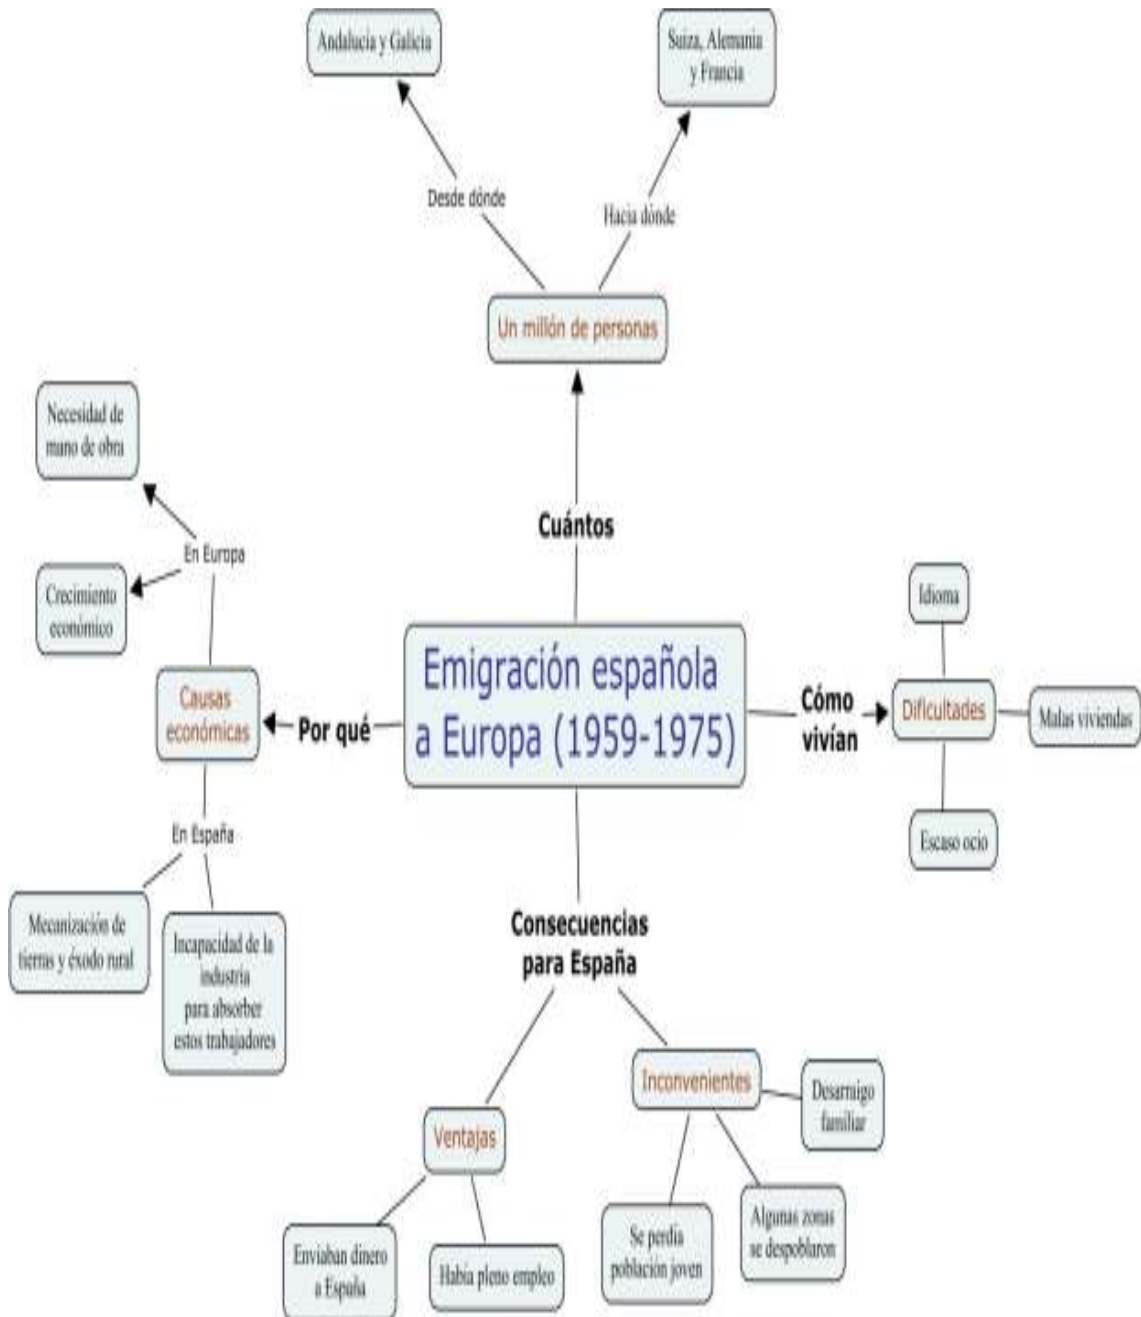 Andalucía y Galicia
Suiza, Alemania
y Francia
Desde dónde
Hacia dónde
Un millón de personas
Cuántos
Necesidad de
mano de obra
En Europa
Crecimiento
económico
Causas
económicas
Por qué
Emigración española
a Europa (1959-1975)
Cómo
vivían
Idioma
Dificultades
Malas viviendas
Escaso ocio
En España
Mecanización de
tierras y éxodo rural
Incapacidad de la
industria
para absorber
estos trabajadores
Consecuencias
para España
Ventajas
Enviaban dinero
a España
Había pleno empleo
Inconvenientes
Desarraigo
familiar
Se perdía
población joven
Algunas zonas
se despoblaron